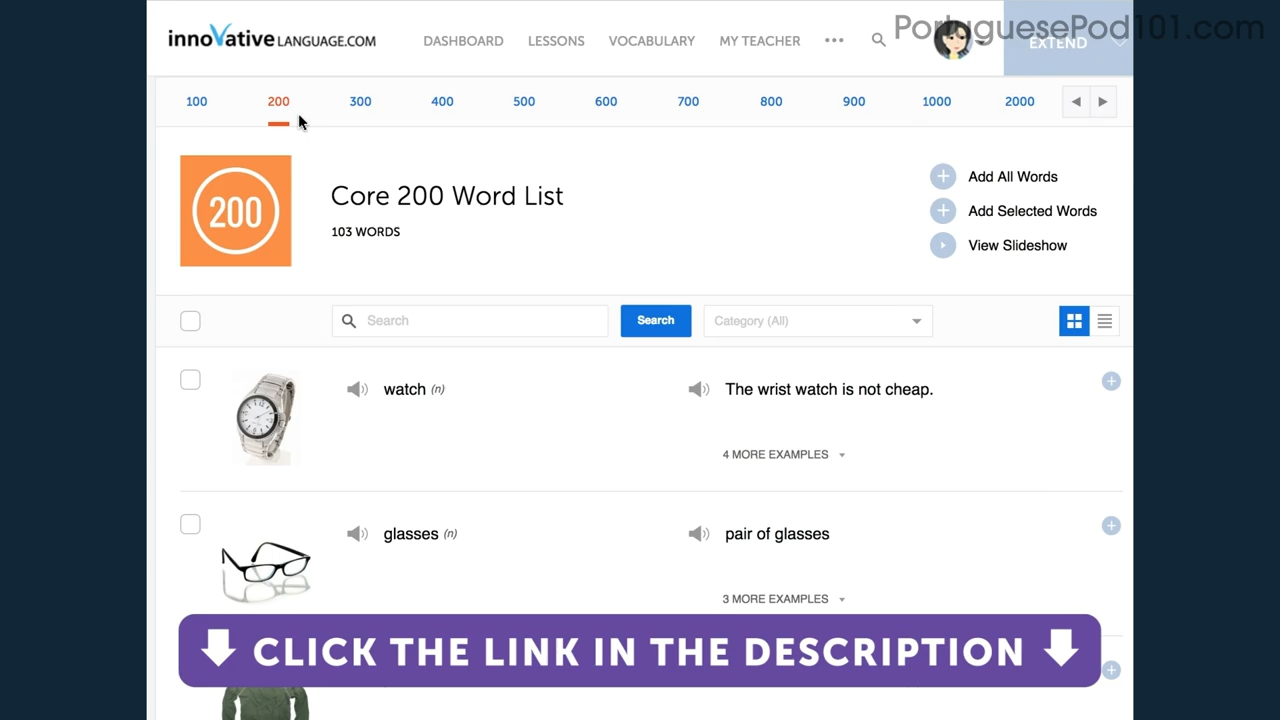 innoVative LANGUAGE.COM DASHBOARD LESSONS VOCABULARY MY TEACHER ••• EXTEND
PortuguesePod101.com
100 200 300 400 500 600 700 800 900 1000 2000
200
Core 200 Word List
103 WORDS
Add All Words
Add Selected Words
View Slideshow
Search Search Category (All)
watch (n) The wrist watch is not cheap.
4 MORE EXAMPLES
glasses (n) pair of glasses
3 MORE EXAMPLES
CLICK THE LINK IN THE DESCRIPTION